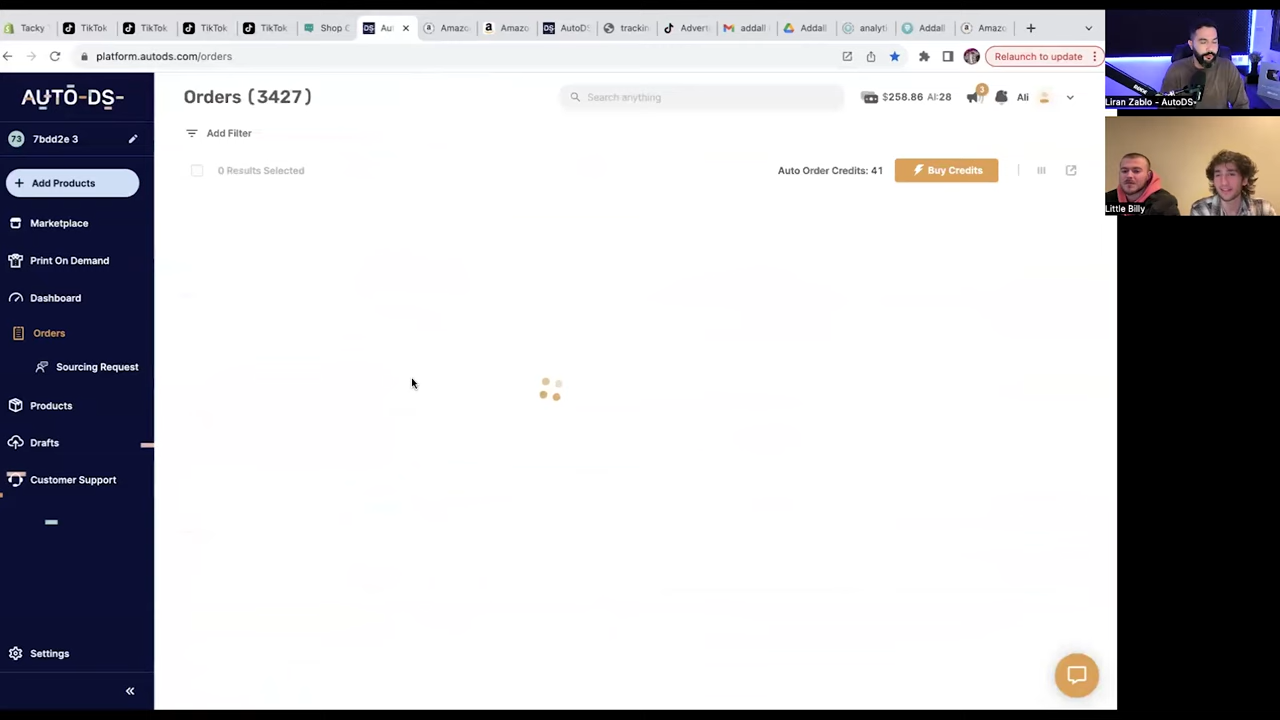 Tacky
TikTok
TikTok
TikTok
TikTok
Shop C
Aut
Amazo
Amazo
AutoDS
trackin
Advert
addall
Addall
analyti
Addall
Amazo
platform.autods.com/orders
Relaunch to update
AUTO-DS-
Orders (3427)
Search anything
$258.86 AI:28
3
Ali
73
7bdd2e 3
Add Filter
0 Results Selected
Auto Order Credits: 41
Buy Credits
Add Products
Marketplace
Print On Demand
Dashboard
Orders
Sourcing Request
Products
Drafts
Customer Support
Settings
Liran Zablo - AutoDS-
Little Billy